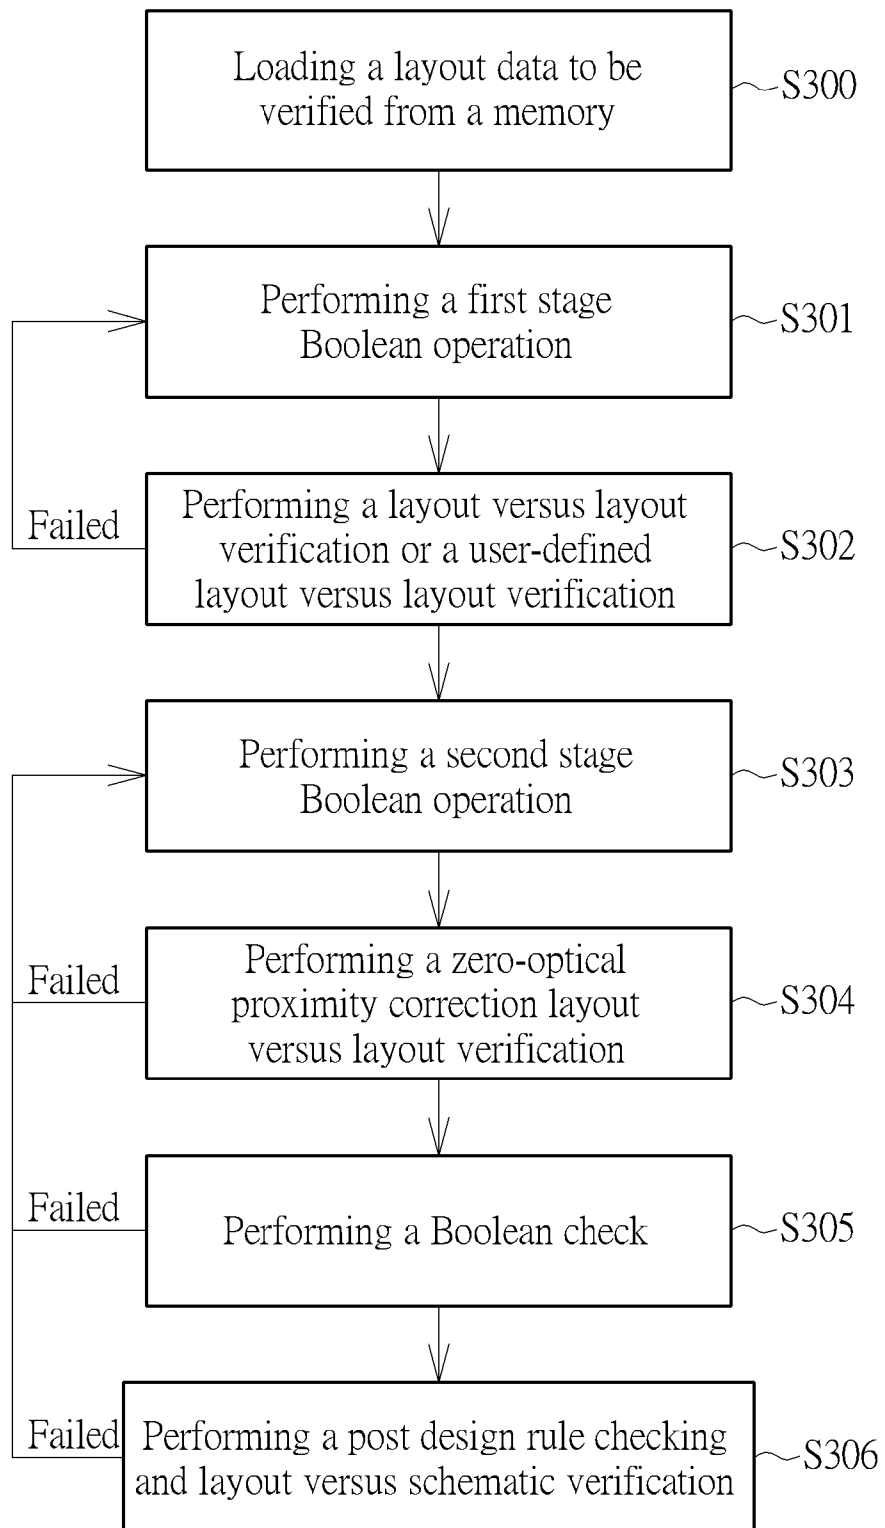 Loading a layout data to be
verified from a memory
S300
Performing a first stage
Boolean operation
S301
Failed
Performing a layout versus layout
verification or a user-defined
layout versus layout verification
S302
Performing a second stage
Boolean operation
S303
Failed
Performing a zero-optical
proximity correction layout
versus layout verification
S304
Failed
Performing a Boolean check
S305
Failed
Performing a post design rule checking
and layout versus schematic verification
S306